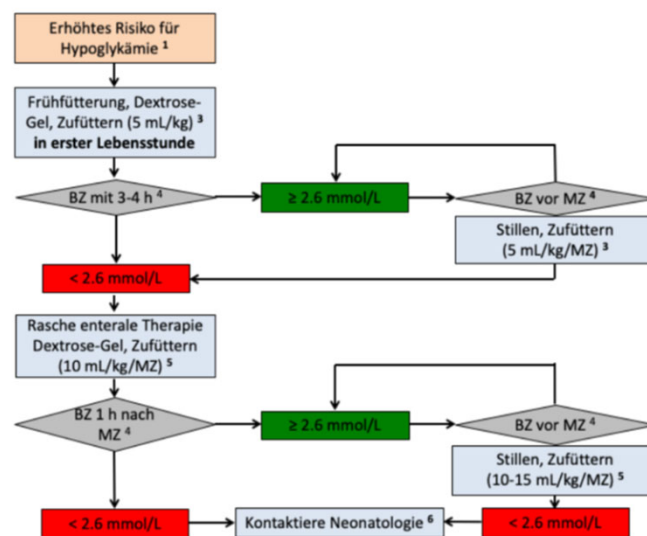 Erhöhtes Risiko für
Hypoglykämie ¹
Frühfütterung, Dextrose-
Gel, Zufüttern (5 mL/kg) ³
in erster Lebensstunde
BZ mit 3-4 h ⁴
≥ 2.6 mmol/L
BZ vor MZ ⁴
Stillen, Zufüttern
(5 mL/kg/MZ) ³
< 2.6 mmol/L
Rasche enterale Therapie
Dextrose-Gel, Zufüttern
(10 mL/kg/MZ) ⁵
BZ 1 h nach
MZ ⁴
≥ 2.6 mmol/L
BZ vor MZ ⁴
Stillen, Zufüttern
(10-15 mL/kg/MZ) ⁵
< 2.6 mmol/L
Kontaktiere Neonatologie ⁶
< 2.6 mmol/L